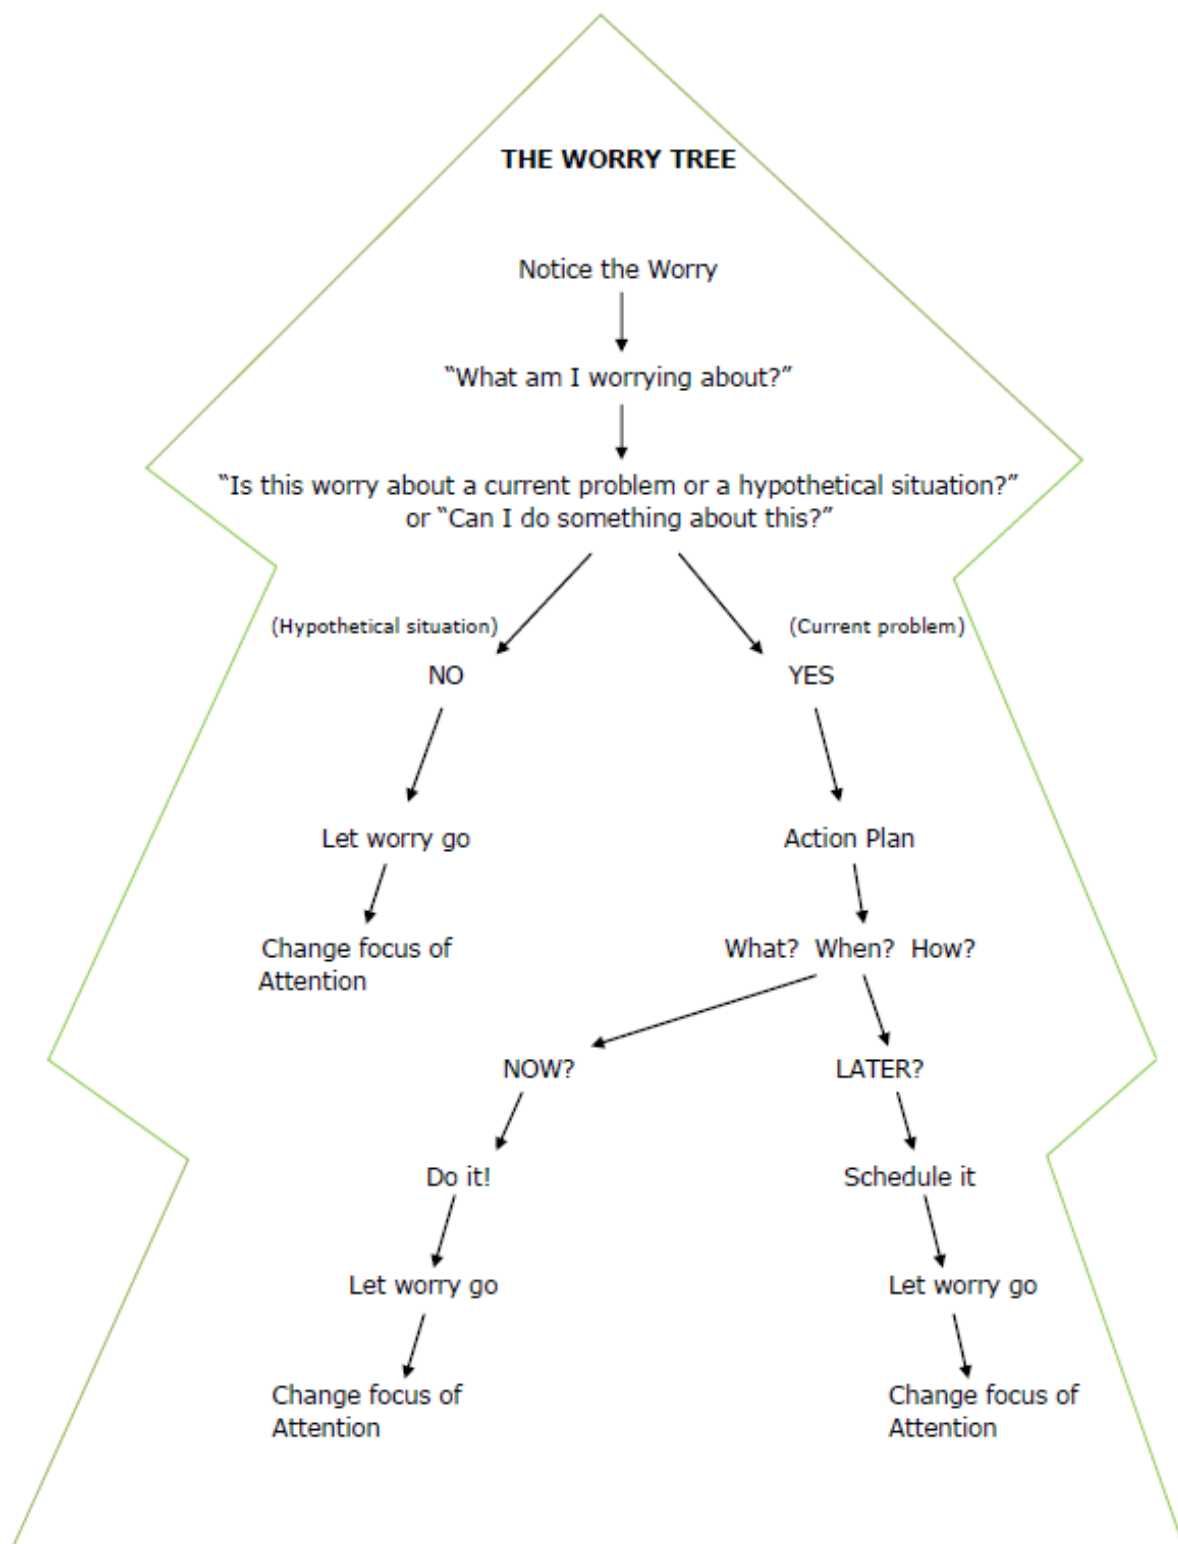 THE WORRY TREE
Notice the Worry
“What am I worrying about?”
“Is this worry about a current problem or a hypothetical situation?”
or “Can I do something about this?”
(Hypothetical situation)
(Current problem)
NO
YES
Let worry go
Action Plan
Change focus of
Attention
What?  When?  How?
NOW?
LATER?
Do it!
Schedule it
Let worry go
Let worry go
Change focus of
Attention
Change focus of
Attention